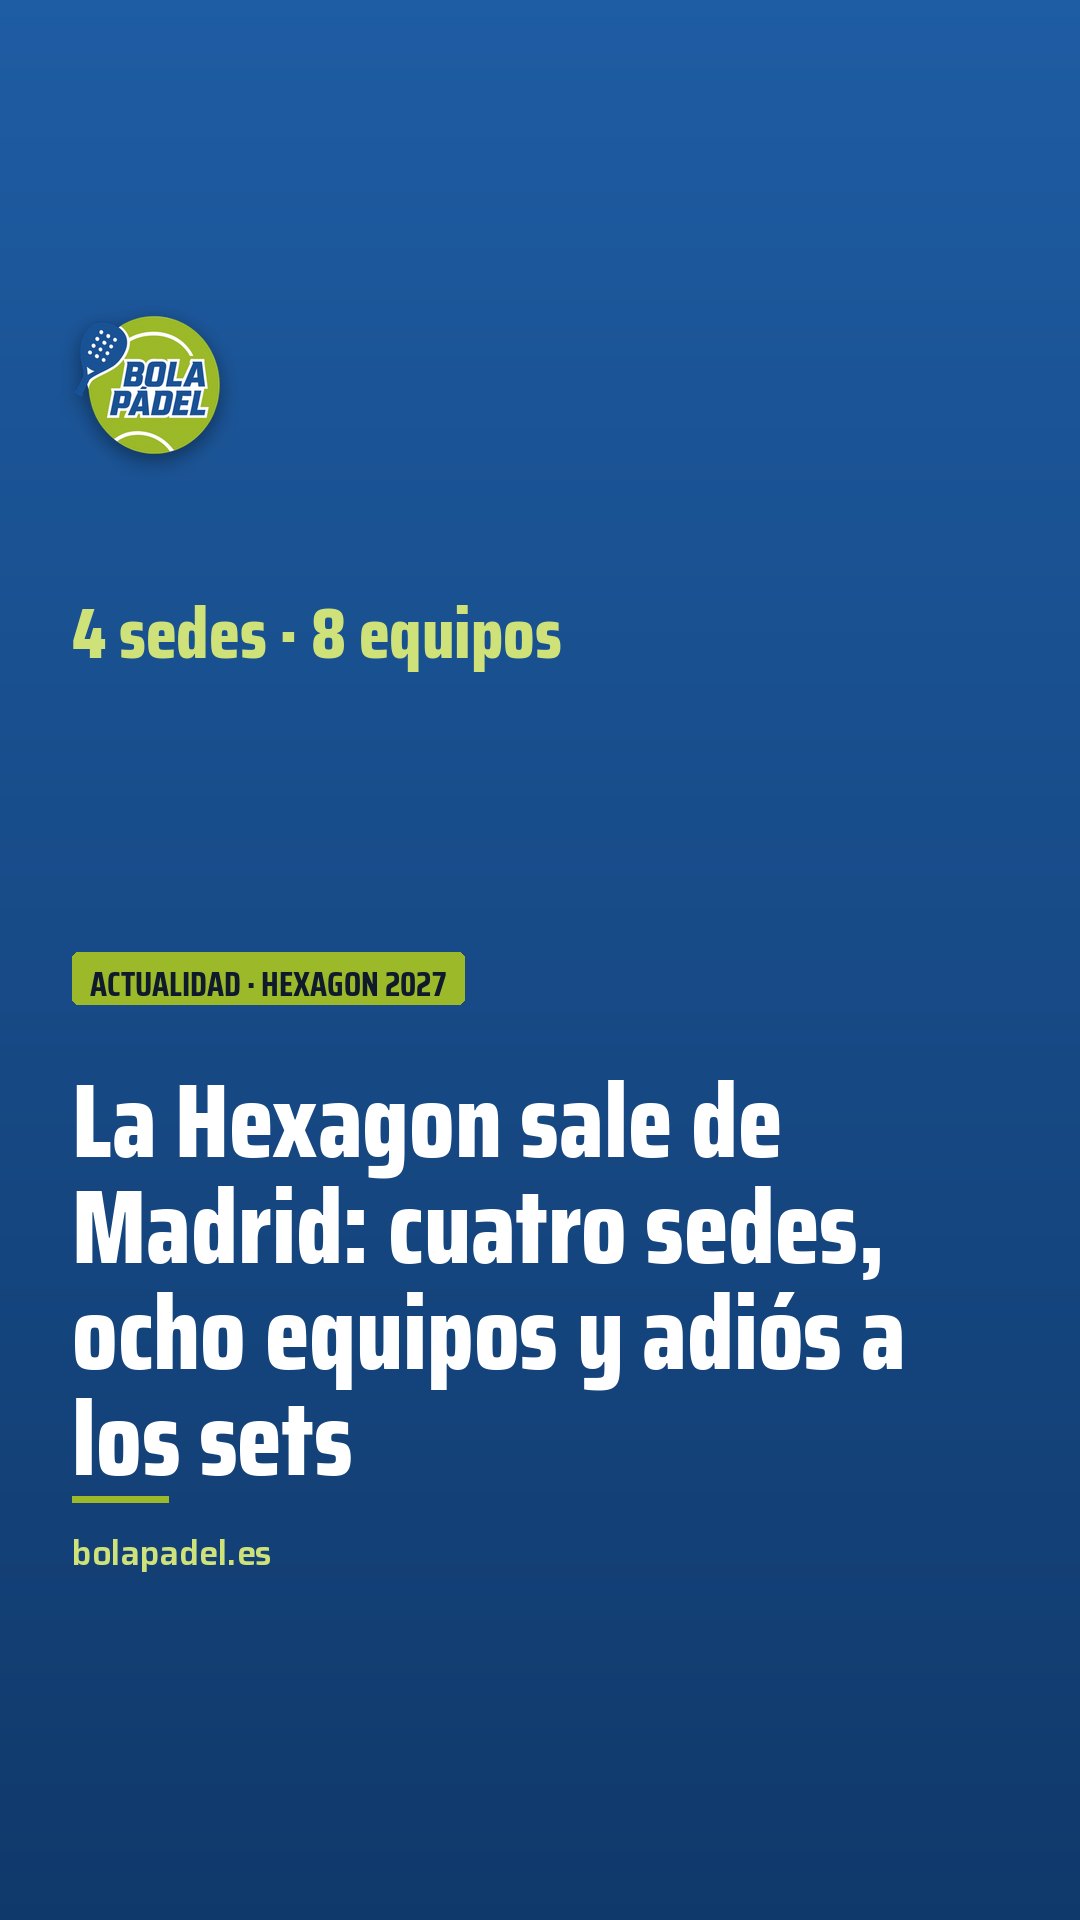 BOLA
PÁDEL
4 sedes · 8 equipos
ACTUALIDAD · HEXAGON 2027
La Hexagon sale de
Madrid: cuatro sedes,
ocho equipos y adiós a
los sets
bolapadel.es